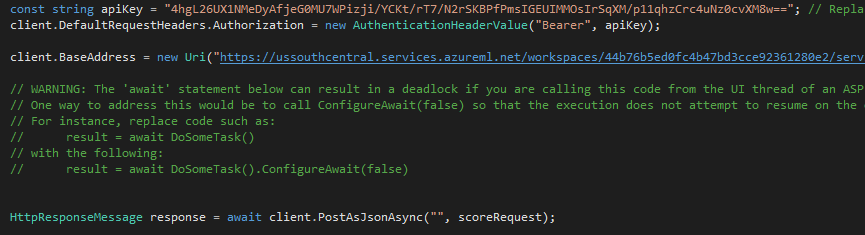 const string apiKey = "4hgL26UX1NMeDyAfjeG0MU7WPizji/YCKt/rT7/N2rSKBPfPmsIGEUIMMOsIrSqXM/p11qhzCrc4uNz0cvXM8w=="; // Repla
client.DefaultRequestHeaders.Authorization = new AuthenticationHeaderValue("Bearer", apiKey);
client.BaseAddress = new Uri("https://ussouthcentral.services.azureml.net/workspaces/44b76b5ed0fc4b47bd3cce92361280e2/serv
// WARNING: The 'await' statement below can result in a deadlock if you are calling this code from the UI thread of an ASP
// One way to address this would be to call ConfigureAwait(false) so that the execution does not attempt to resume on the
// For instance, replace code such as:
//      result = await DoSomeTask()
// with the following:
//      result = await DoSomeTask().ConfigureAwait(false)
HttpResponseMessage response = await client.PostAsJsonAsync("", scoreRequest);